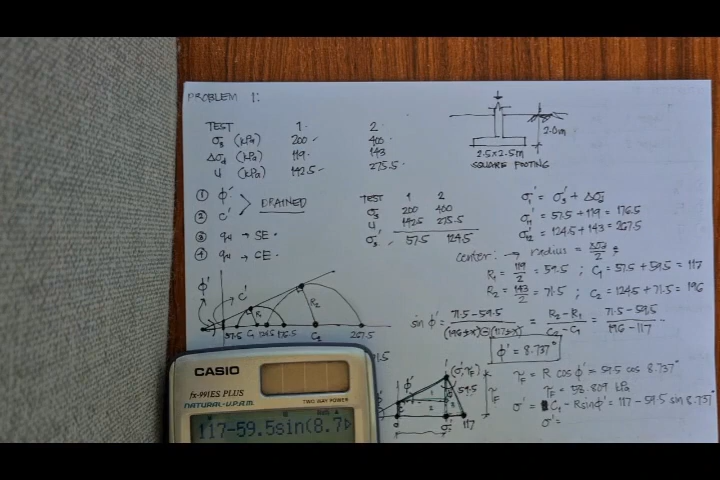 PROBLEM 1:
TEST 1 2
σ3 (kPa) 200 400
Δσd (kPa) 119 143
u (kPa) 142.5 275.5
① φ'
② c'
DRAINED
③ qu → SE
④ qu → CE
2.0m
2.5 x 2.5m
SQUARE FOOTING
TEST 1 2
σ3 200 400
u 142.5 275.5
σ3' 57.5 124.5
σ1' = σ3' + Δσd
σ1' = 57.5 + 119 = 176.5
σ12' = 124.5 + 143 = 267.5
center: → radius =
R1 = 119/2 = 59.5 ; C1 = 57.5 + 59.5 = 117
R2 = 143/2 = 71.5 ; C2 = 124.5 + 71.5 = 196
φ' c' R1 R2
57.5 C1 124.5 176.5 C2 267.5
sin φ' = 71.5 - 59.5 / (196+x) - (117+x) = R2 - R1 / C2 - C1 = 71.5 - 59.5 / 196 - 117
φ' = 8.737°
τF = R cos φ' = 59.5 cos 8.737°
τF = 58.809 kPa
σ' = C1 - R sin φ' = 117 - 59.5 sin 8.737°
σ' =
(σ', τF)
φ'
59.5
τF
σ' 117
CASIO
fx-991ES PLUS
NATURAL-V.P.A.M.
TWO WAY POWER
117-59.5sin(8.7